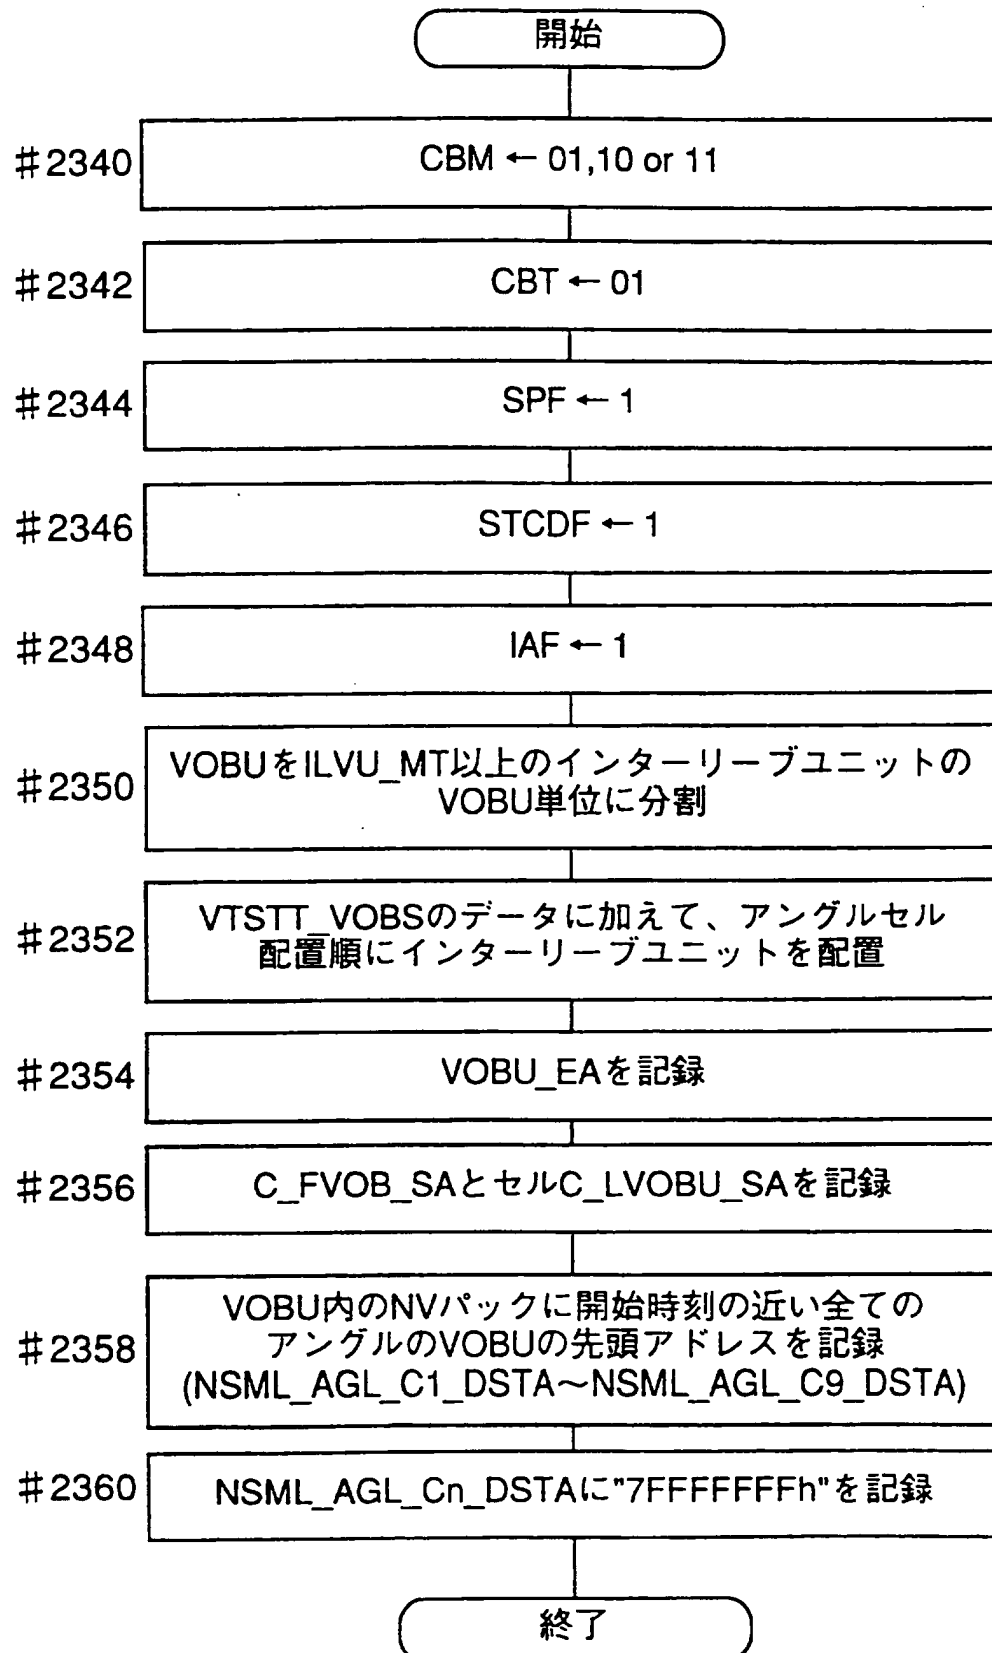 開始
#2340
CBM ← 01,10 or 11
#2342
CBT ← 01
#2344
SPF ← 1
#2346
STCDF ← 1
#2348
IAF ← 1
#2350
VOBUをILVU_MT以上のインターリーブユニットの
VOBU単位に分割
#2352
VTSTT_VOBSのデータに加えて、アングルセル
配置順にインターリーブユニットを配置
#2354
VOBU_EAを記録
#2356
C_FVOB_SAとセルC_LVOBU_SAを記録
#2358
VOBU内のNVパックに開始時刻の近い全ての
アングルのVOBUの先頭アドレスを記録
(NSML_AGL_C1_DSTA～NSML_AGL_C9_DSTA)
#2360
NSML_AGL_Cn_DSTAに"7FFFFFFFh"を記録
終了